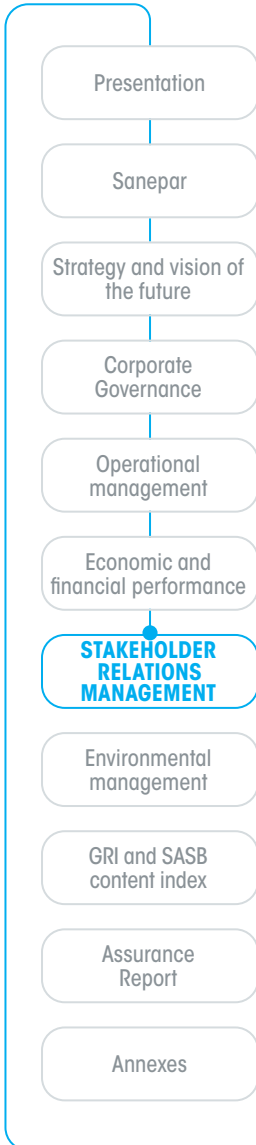 Presentation
Sanepar
Strategy and vision of
the future
Corporate
Governance
Operational
management
Economic and
financial performance
STAKEHOLDER
RELATIONS
MANAGEMENT
Environmental
management
GRI and SASB
content index
Assurance
Report
Annexes